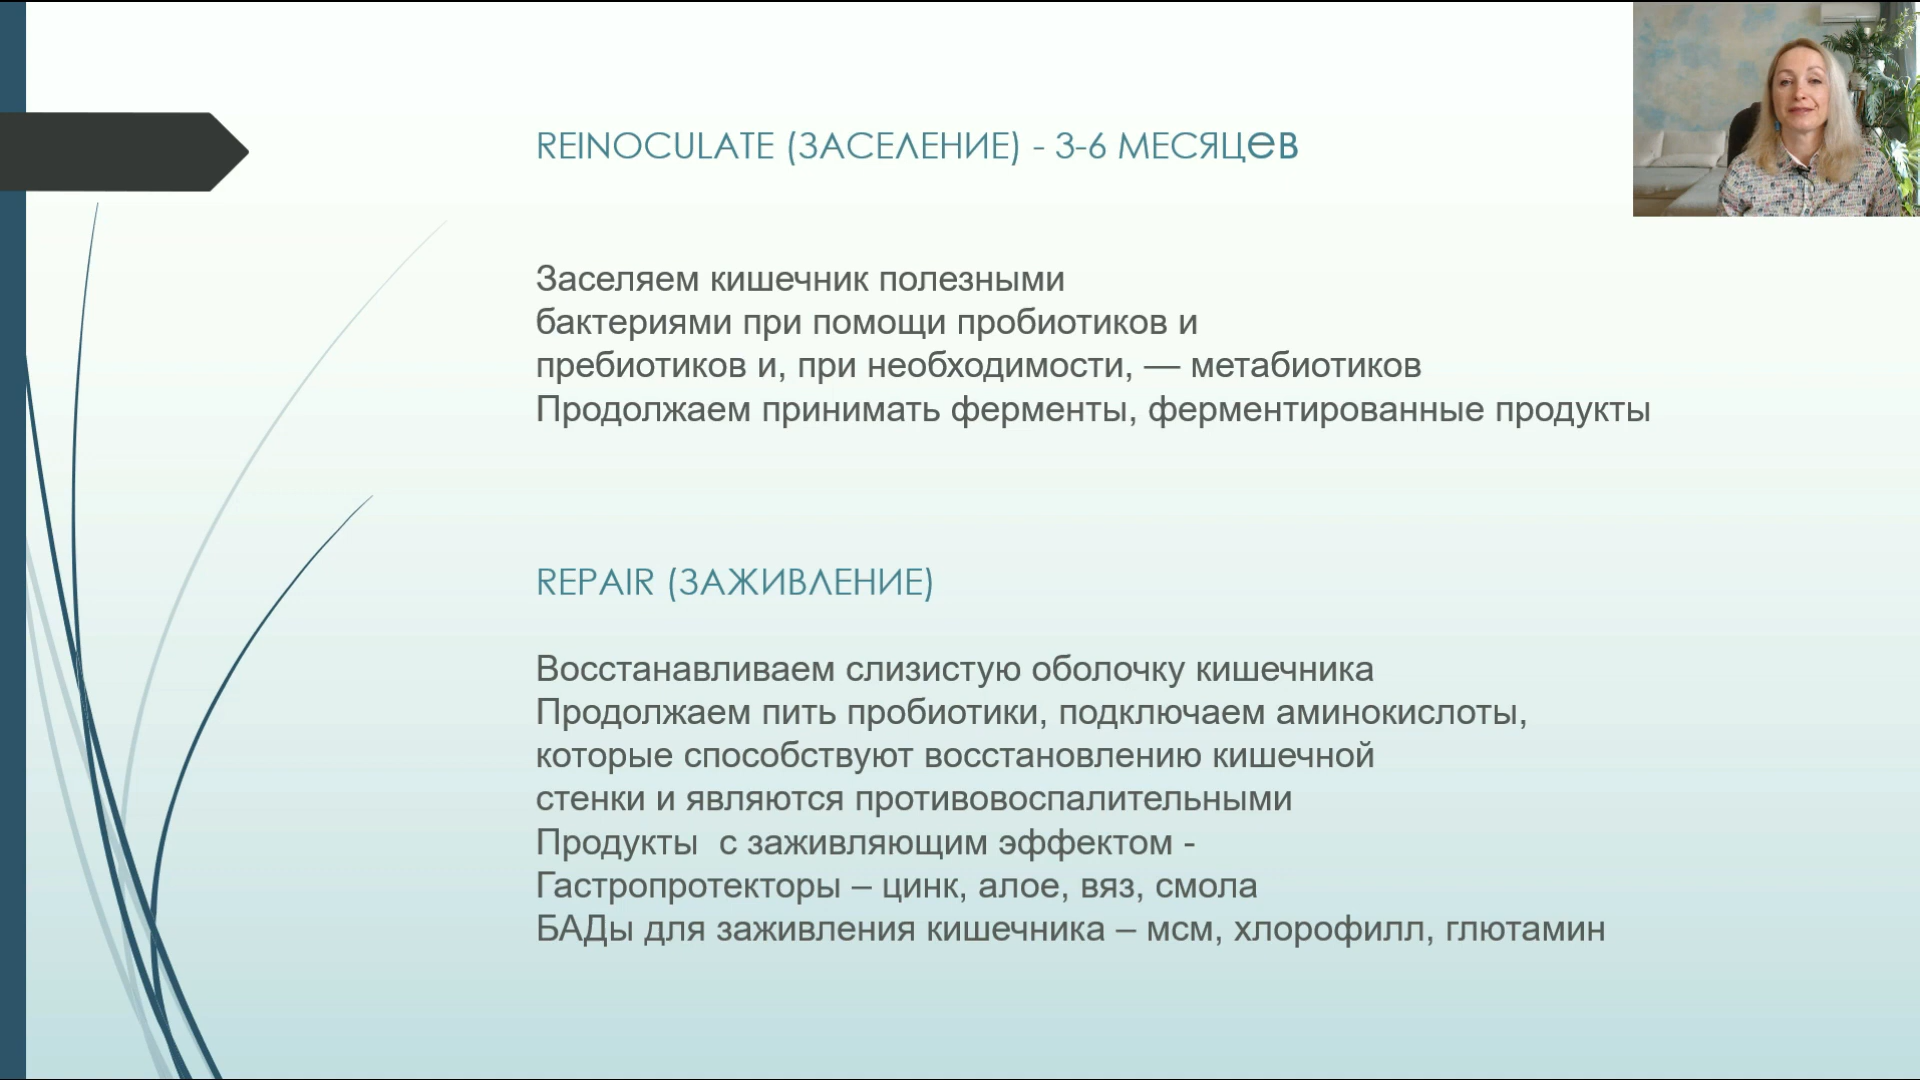 REINOCULATE (ЗАСЕЛЕНИЕ) - 3-6 МЕСЯЦев
Заселяем кишечник полезными
бактериями при помощи пробиотиков и
пребиотиков и, при необходимости, — метабиотиков
Продолжаем принимать ферменты, ферментированные продукты
REPAIR (ЗАЖИВЛЕНИЕ)
Восстанавливаем слизистую оболочку кишечника
Продолжаем пить пробиотики, подключаем аминокислоты,
которые способствуют восстановлению кишечной
стенки и являются противовоспалительными
Продукты  с заживляющим эффектом -
Гастропротекторы – цинк, алое, вяз, смола
БАДы для заживления кишечника – мсм, хлорофилл, глютамин